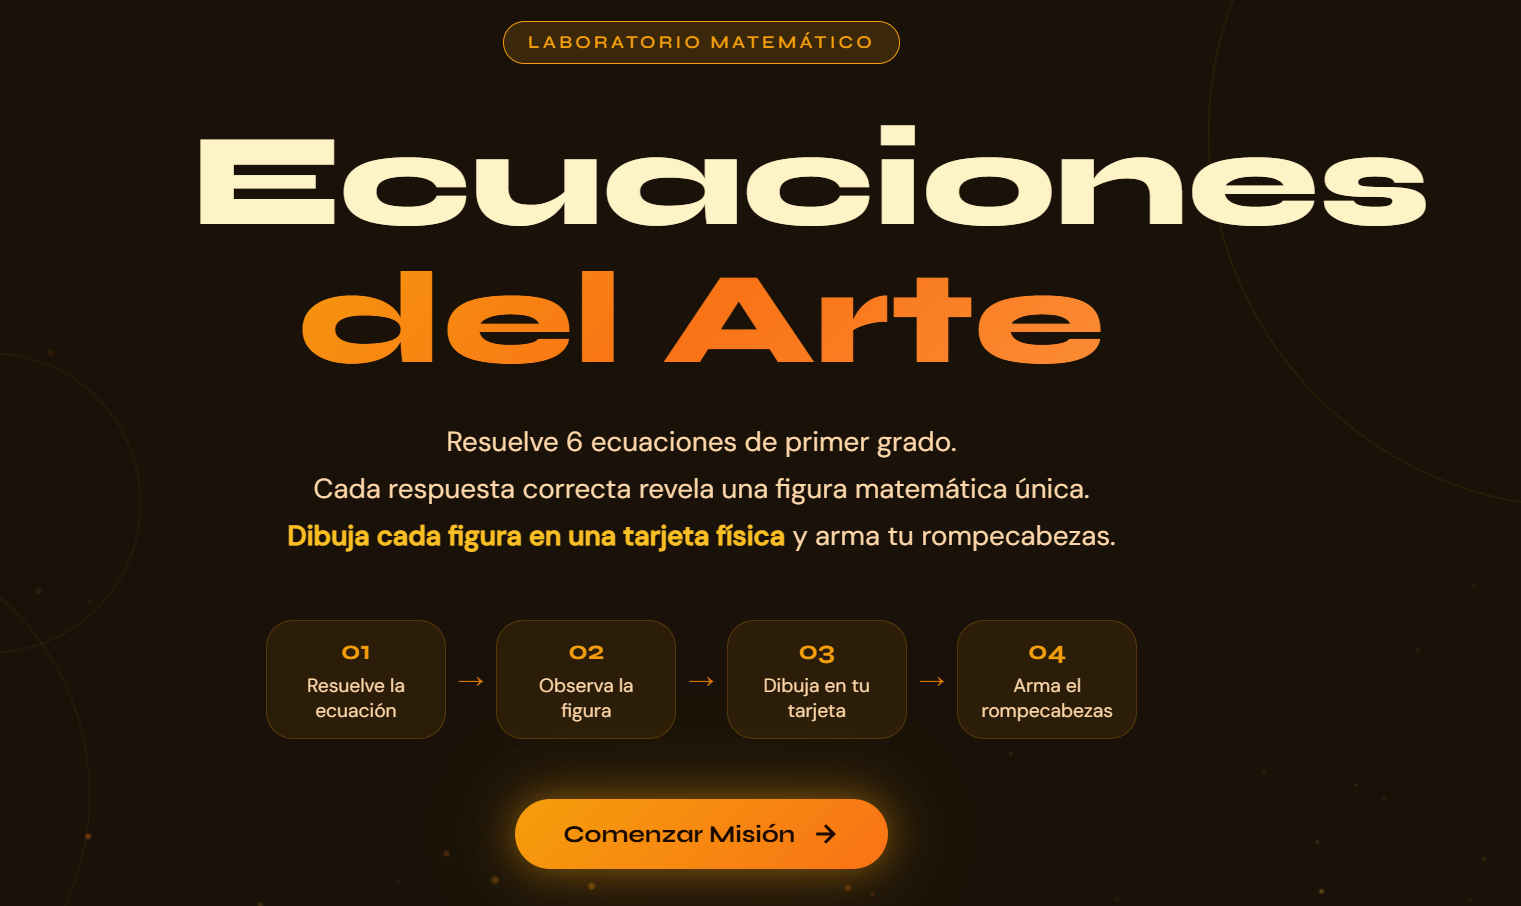 LABORATORIO MATEMÁTICO
Ecuaciones
del Arte
Resuelve 6 ecuaciones de primer grado.
Cada respuesta correcta revela una figura matemática única.
Dibuja cada figura en una tarjeta física y arma tu rompecabezas.
01
Resuelve la
ecuación
→
02
Observa la
figura
→
03
Dibuja en tu
tarjeta
→
04
Arma el
rompecabezas
Comenzar Misión →